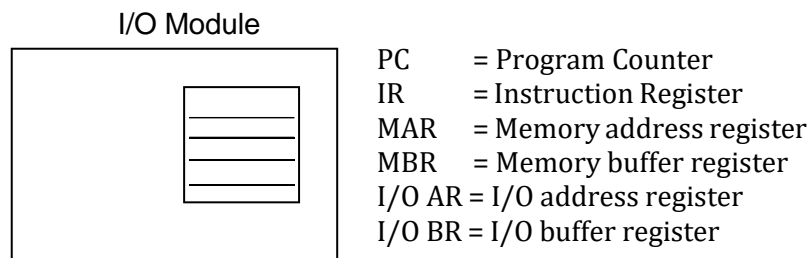 I/O Module
PC = Program Counter
IR = Instruction Register
MAR = Memory address register
MBR = Memory buffer register
I/O AR = I/O address register
I/O BR = I/O buffer register